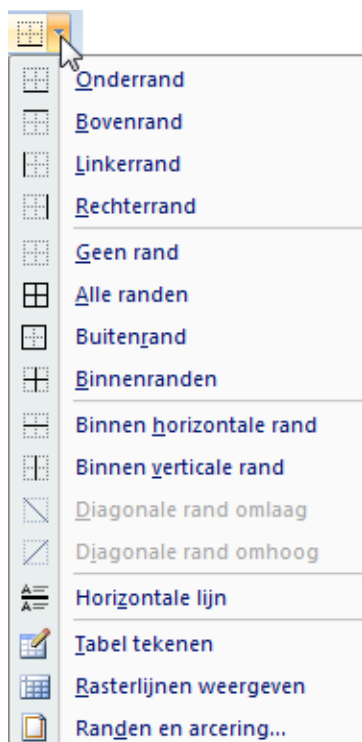 Onderrand
Bovenrand
Linkerrand
Rechterrand
Geen rand
Alle randen
Buitenrand
Binnenranden
Binnen horizontale rand
Binnen verticale rand
Diagonale rand omlaag
Diagonale rand omhoog
Horizontale lijn
Tabel tekenen
Rasterlijnen weergeven
Randen en arcering...